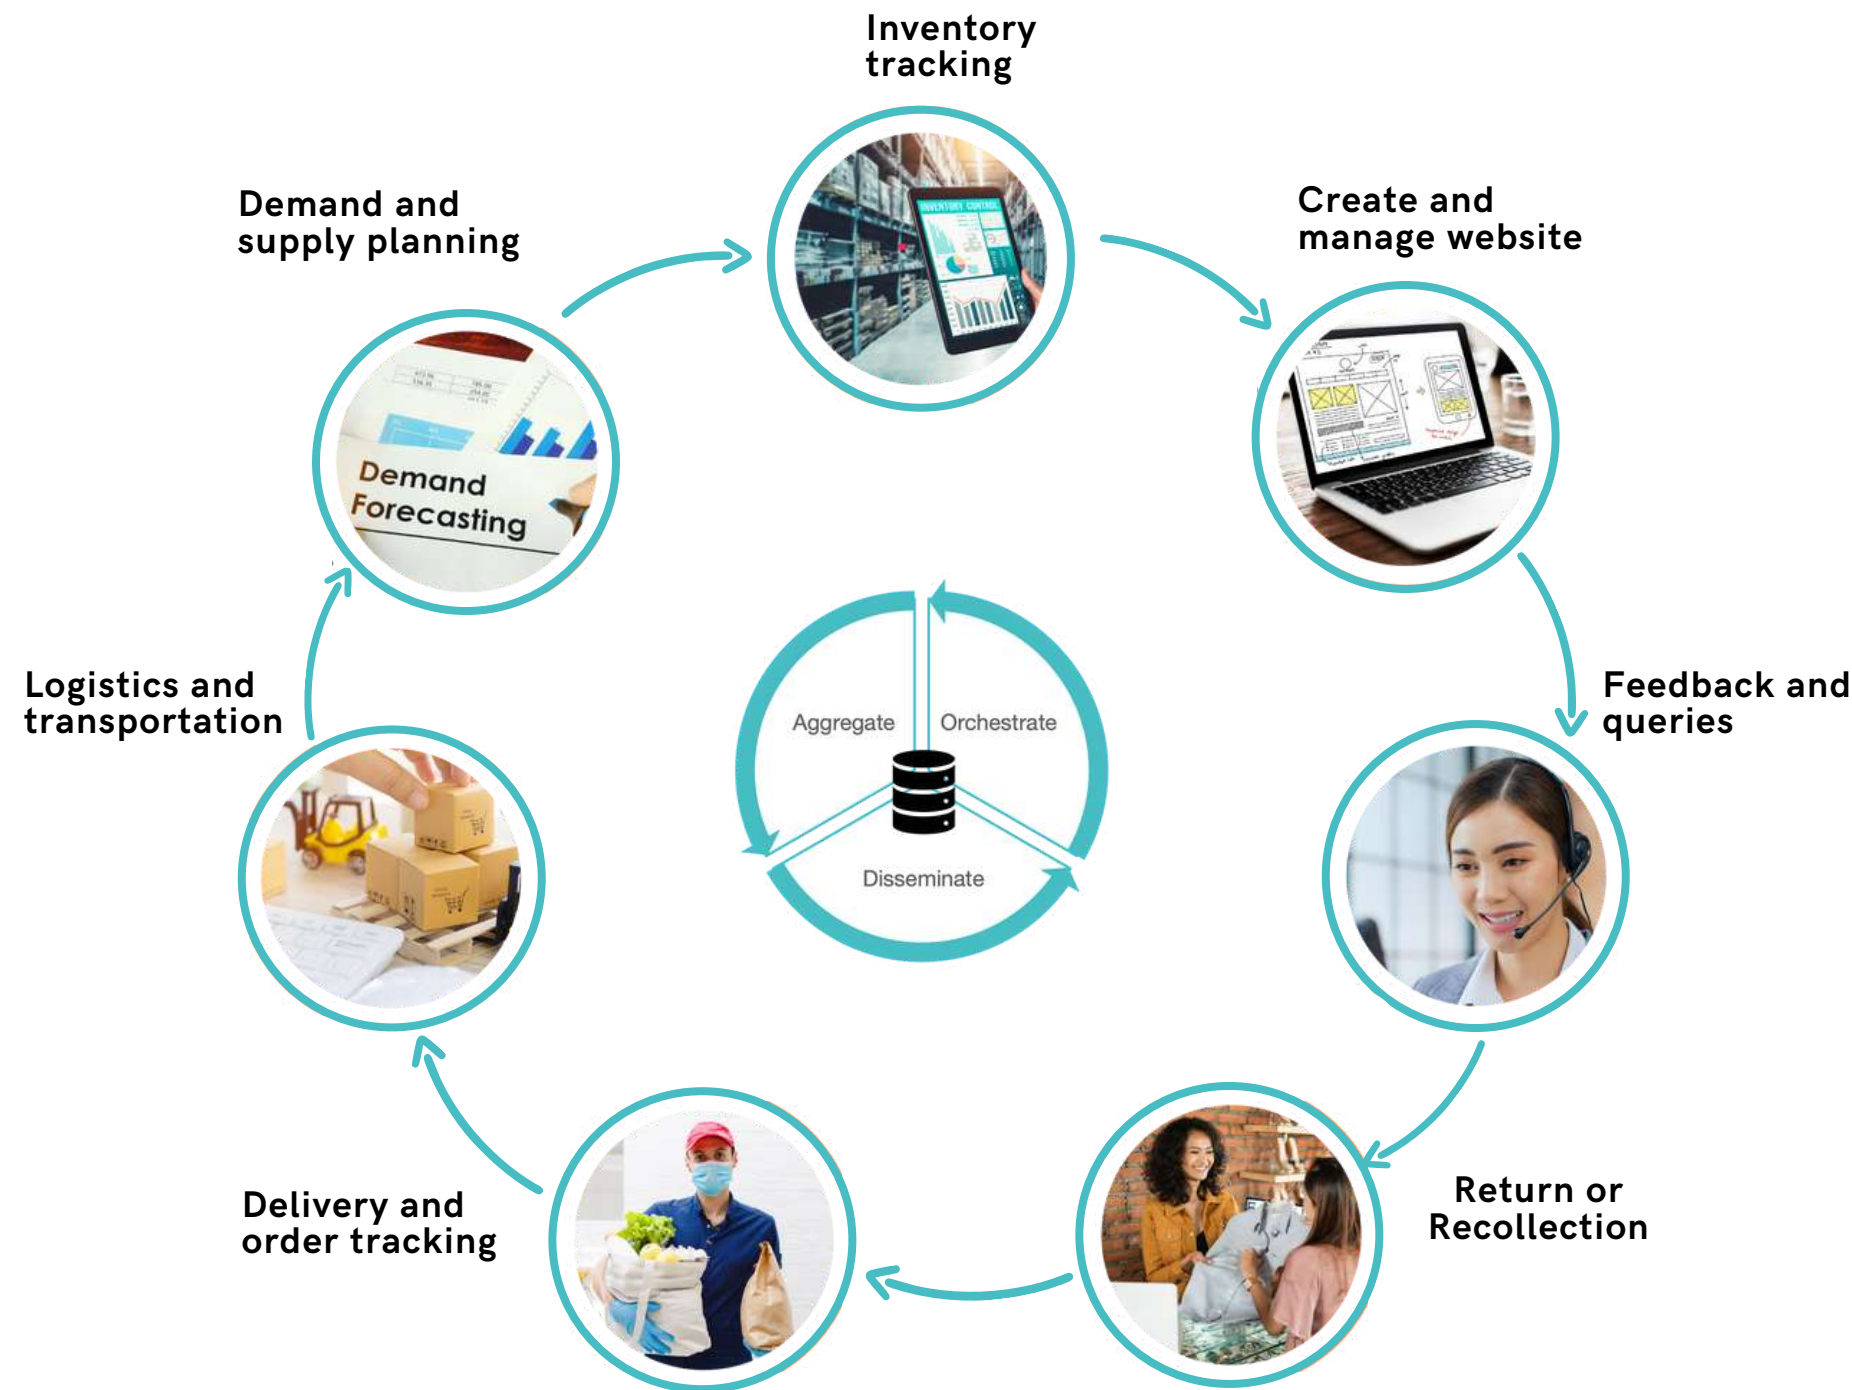 Inventory
tracking
Demand and
supply planning
Create and
manage website
INVENTORY CONTROL
Demand
Forecasting
Logistics and
transportation
Feedback and
queries
Aggregate
Orchestrate
Disseminate
Delivery and
order tracking
Return or
Recollection